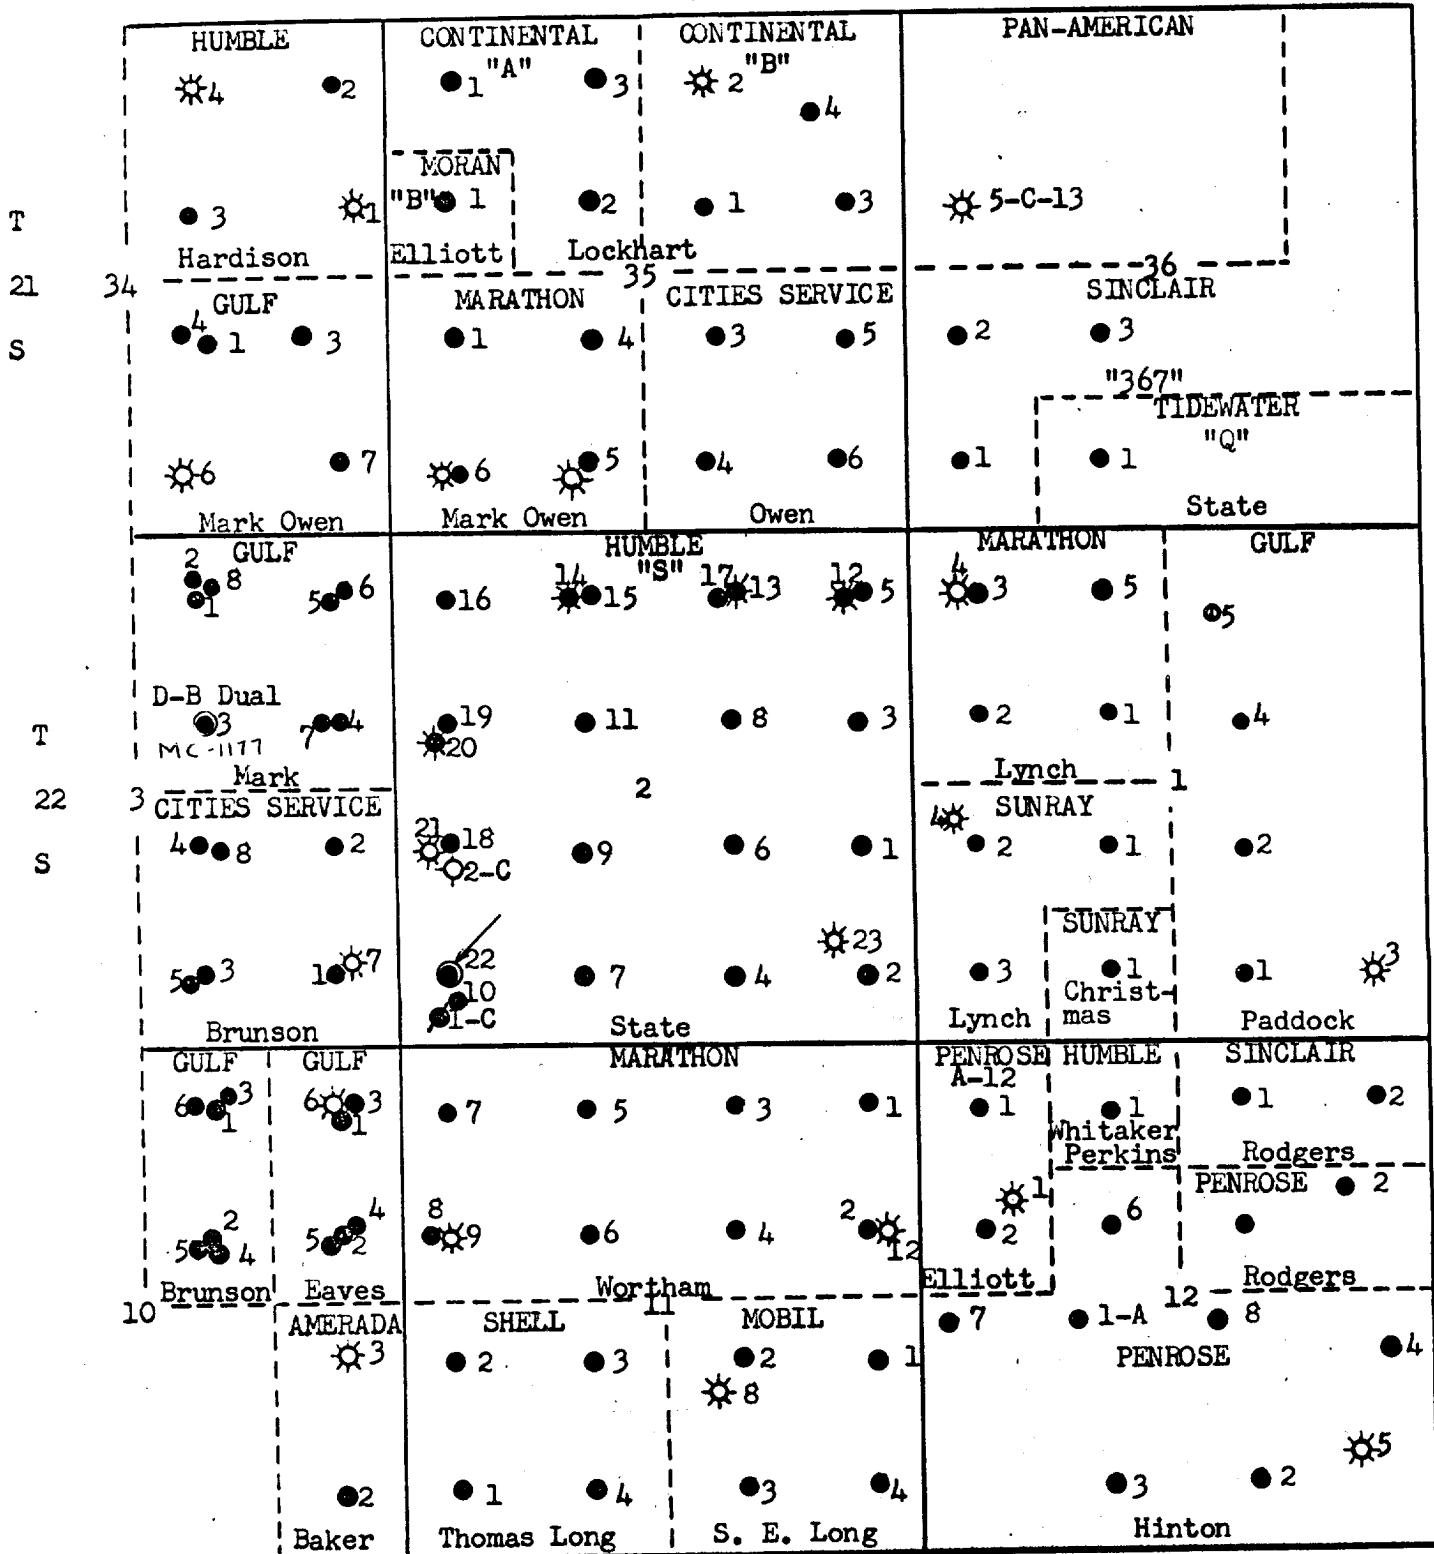 HUMBLE CONTINENTAL CONTINENTAL PAN-AMERICAN
"A" "B"
4 2 1 3 2
4
MORAN
T 3 1 "B" 1 2 1 3 5-C-13
Hardison Elliott Lockhart
21 34 35 36
GULF MARATHON CITIES SERVICE SINCLAIR
S 4 1 3 1 4 3 5 2 3
"367"
TIDEWATER
"Q"
6 7 6 5 4 6 1 1
Mark Owen Mark Owen Owen State
GULF HUMBLE MARATHON GULF
"S"
2 8 1 5 6 16 14 15 17 13 12 5 4 3 5 5
D-B Dual
T 3 7 4 19 11 8 3 2 1 4
MC-1177 20
Mark Lynch
22 3 2 1
CITIES SERVICE SUNRAY
4
S 4 8 2 21 18 9 6 1 2 1 2
2-C
SUNRAY
23
5 3 1 7 22 7 4 2 3 1 1 3
10 Christ-
1-C mas
Brunson State Lynch Paddock
GULF GULF MARATHON PENROSE HUMBLE SINCLAIR
A-12
6 3 1 6 3 1 7 5 3 1 1 1 1 2
Whitaker
Perkins Rodgers
PENROSE 2
1
5 2 4 5 4 2 8 9 6 4 2 12 2 6
Brunson Eaves Wortham Elliott Rodgers
10 11 12
AMERADA SHELL MOBIL 7 1-A 8
3 2 3 2 1 PENROSE 4
8
5
2 1 4 3 4 3 2
Baker Thomas Long S. E. Long Hinton